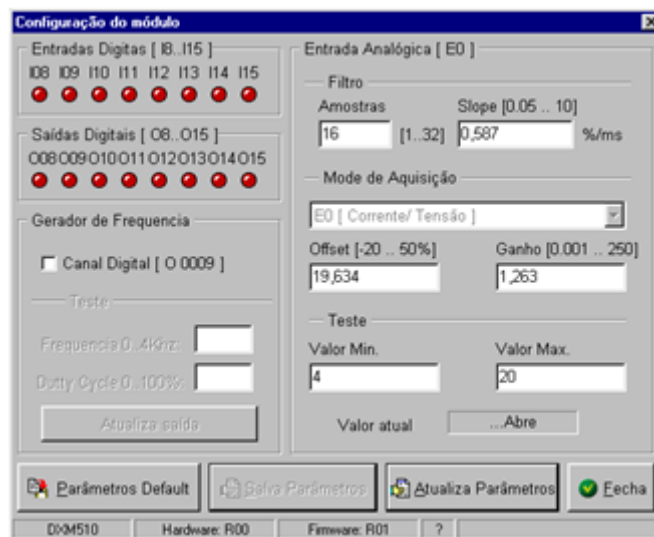 Configuração do módulo
Entradas Digitas [ I8..I15 ]
I08 I09 I10 I11 I12 I13 I14 I15
Saídas Digitais [ O8..O15 ]
O08 O09 O10 O11 O12 O13 O14 O15
Gerador de Frequencia
Canal Digital [ O 0009 ]
Teste
Frequencia 0..4Khz:
Dutty Cycle 0..100%:
Atualiza saída
Entrada Analógica [ E0 ]
Filtro
Amostras Slope [0.05 .. 10]
16 [1..32] 0,587 %/ms
Mode de Aquisição
E0 [ Corrente/ Tensão ]
Offset [-20 .. 50%] Ganho [0.001 .. 250]
19,634 1,263
Teste
Valor Min. Valor Max.
4 20
Valor atual ...Abre
Parâmetros Default Salva Parâmetros Atualiza Parâmetros Fecha
DXM510 Hardware: R00 Firmware: R01 ?